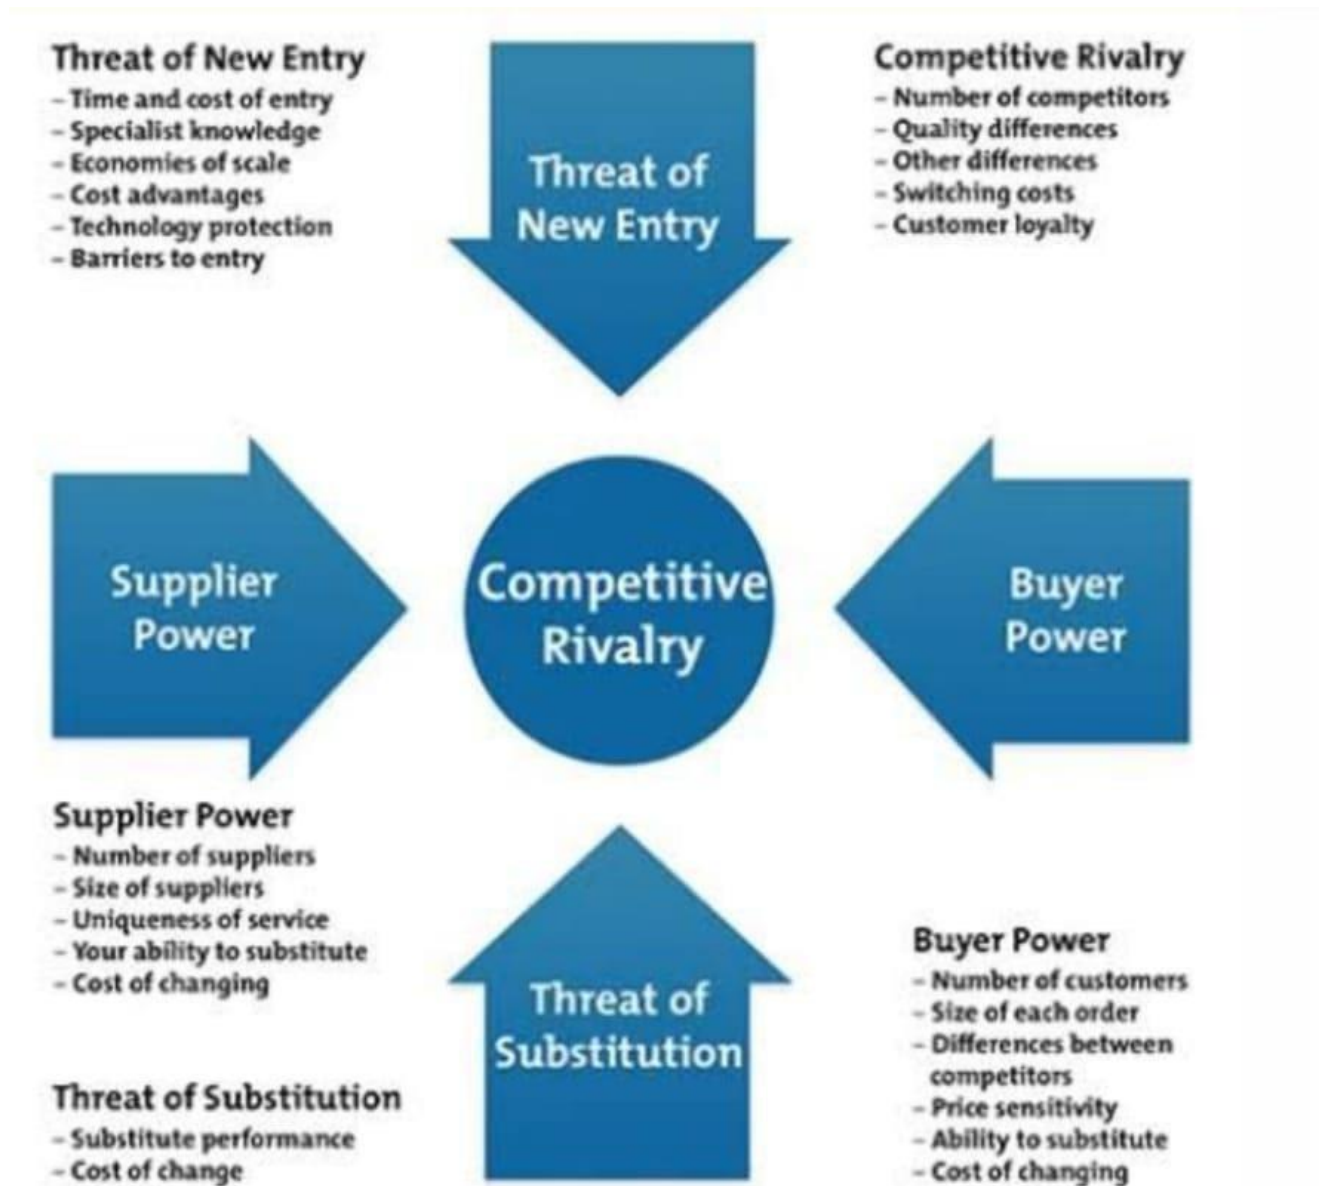 Threat of New Entry
– Time and cost of entry
– Specialist knowledge
– Economies of scale
– Cost advantages
– Technology protection
– Barriers to entry
Threat of
New Entry
Competitive Rivalry
– Number of competitors
– Quality differences
– Other differences
– Switching costs
– Customer loyalty
Supplier
Power
Competitive
Rivalry
Buyer
Power
Supplier Power
– Number of suppliers
– Size of suppliers
– Uniqueness of service
– Your ability to substitute
– Cost of changing
Threat of
Substitution
Threat of Substitution
– Substitute performance
– Cost of change
Buyer Power
– Number of customers
– Size of each order
– Differences between
competitors
– Price sensitivity
– Ability to substitute
– Cost of changing